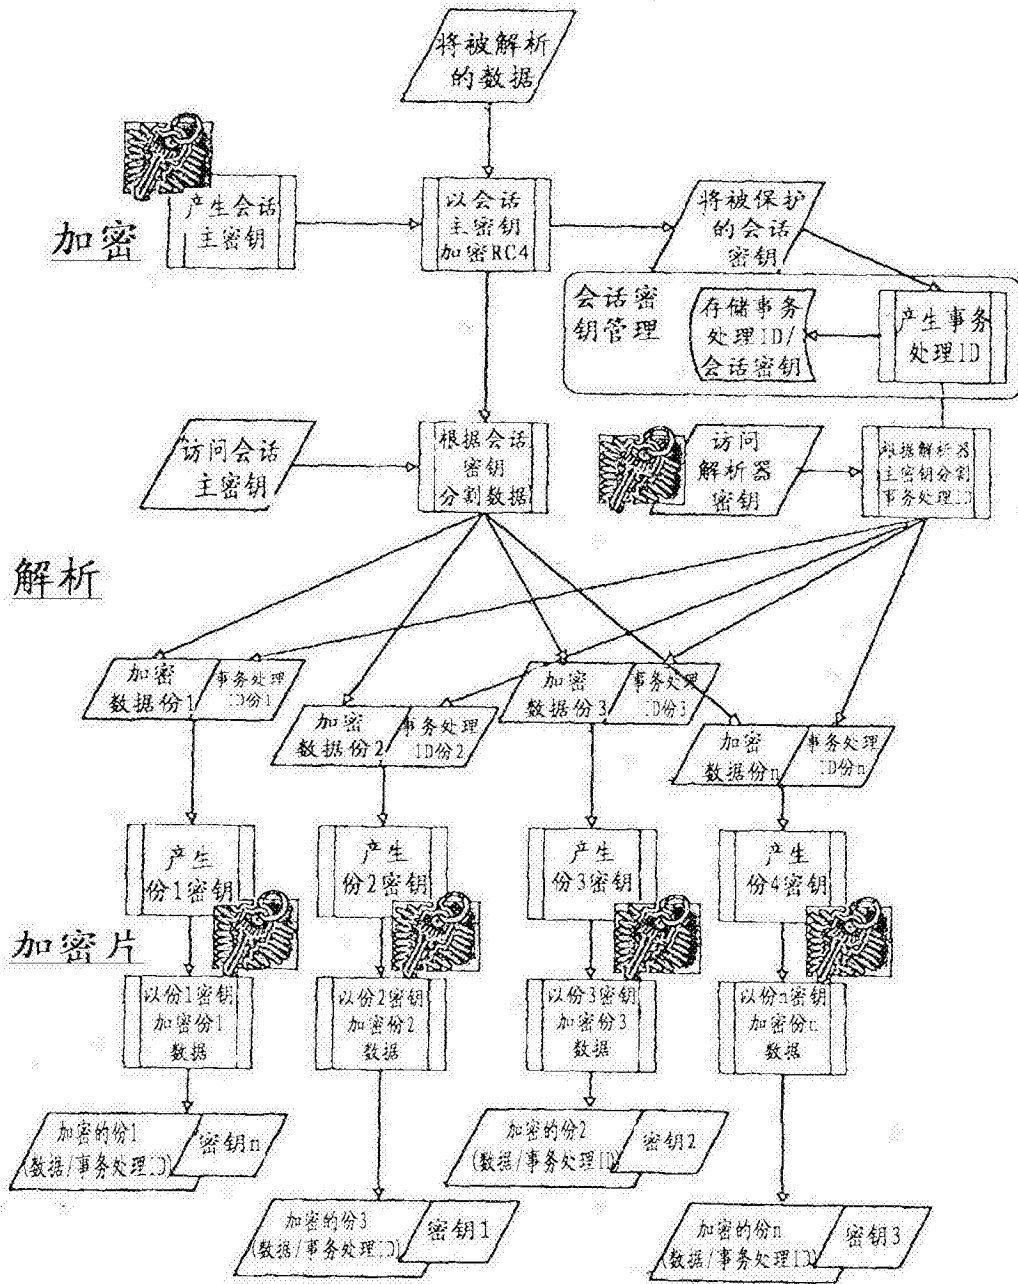 将被解析
的数据
产生会话
主密钥
加密
以会话
主密钥
加密RC4
将被保护
的会话
密钥
会话密
钥管理
存储事务
处理ID/
会话密钥
产生事务
处理ID
访问会话
主密钥
根据会话
密钥
分割数据
访问
解析器
密钥
根据解析器
主密钥分割
事务处理ID
解析
加密
数据份1
事务处理
ID份1
加密
数据份2
事务处理
ID份2
加密
数据份3
事务处理
ID份3
加密
数据份n
事务处理
ID份n
产生
份1密钥
产生
份2密钥
产生
份3密钥
产生
份4密钥
加密片
以份1密钥
加密份1
数据
以份2密钥
加密份2
数据
以份3密钥
加密份3
数据
以份n密钥
加密份n
数据
加密的份1
(数据/事务处理ID)
密钥n
加密的份2
(数据/事务处理ID)
密钥2
加密的份3
(数据/事务处理ID)
密钥1
加密的份n
(数据/事务处理ID)
密钥3